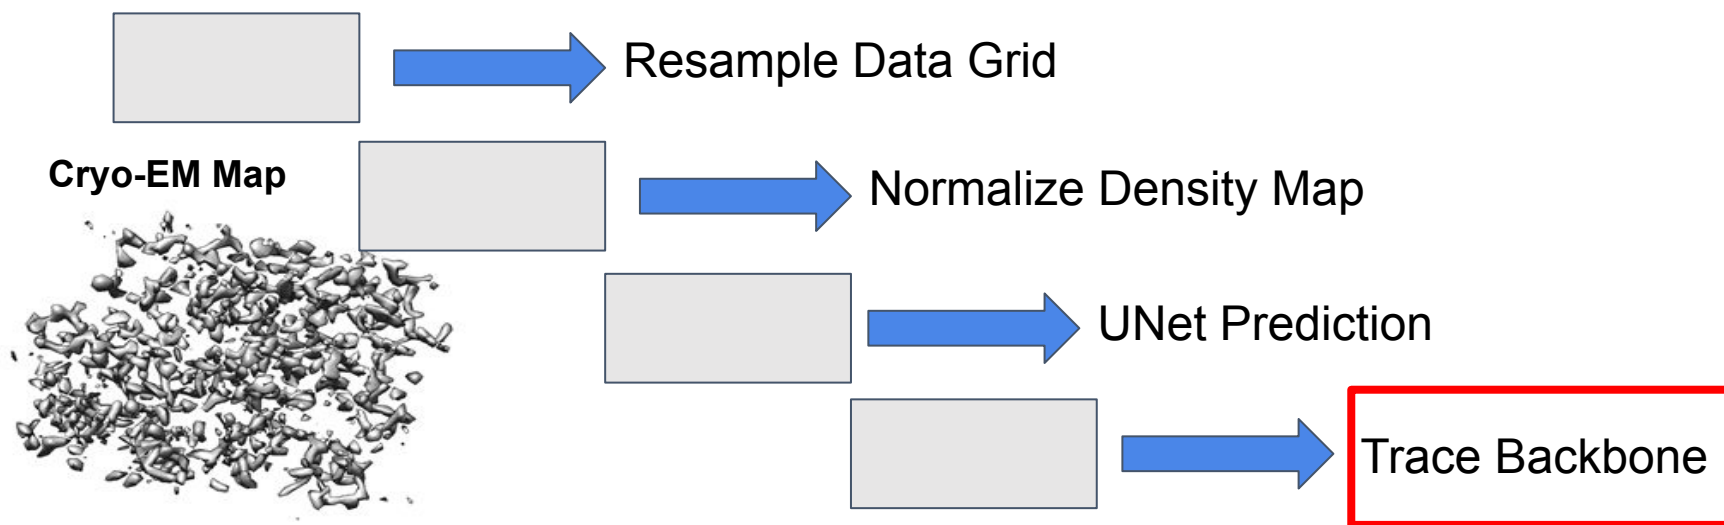 Resample Data Grid
Cryo-EM Map
Normalize Density Map
UNet Prediction
Trace Backbone